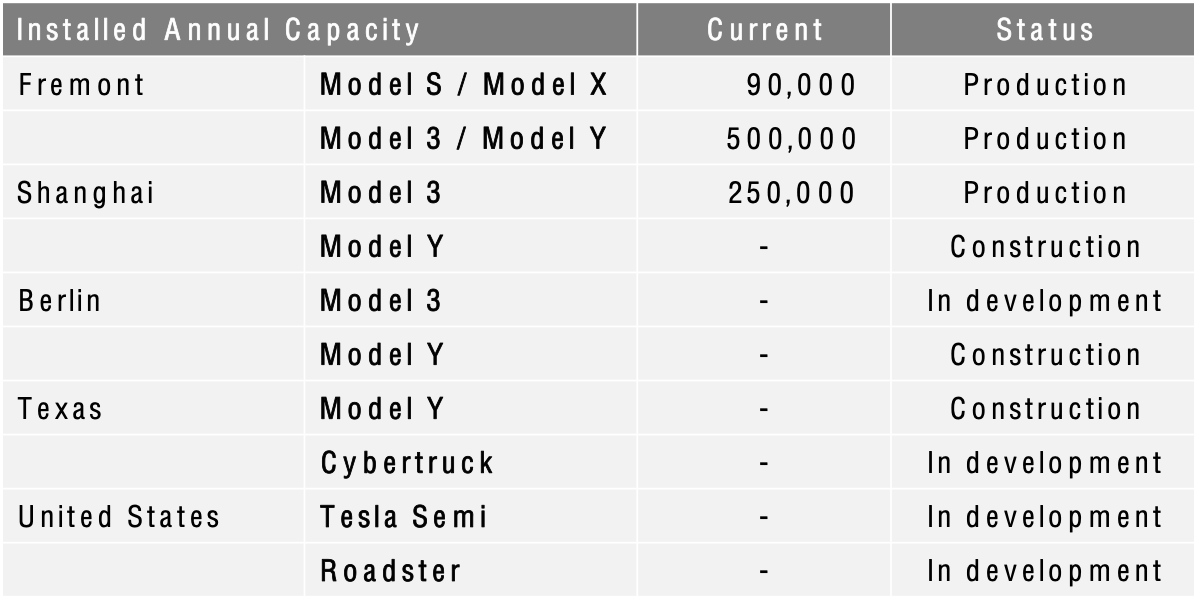 Installed Annual Capacity Current Status
Fremont Model S / Model X 90,000 Production
Model 3 / Model Y 500,000 Production
Shanghai Model 3 250,000 Production
Model Y - Construction
Berlin Model 3 - In development
Model Y - Construction
Texas Model Y - Construction
Cybertruck - In development
United States Tesla Semi - In development
Roadster - In development